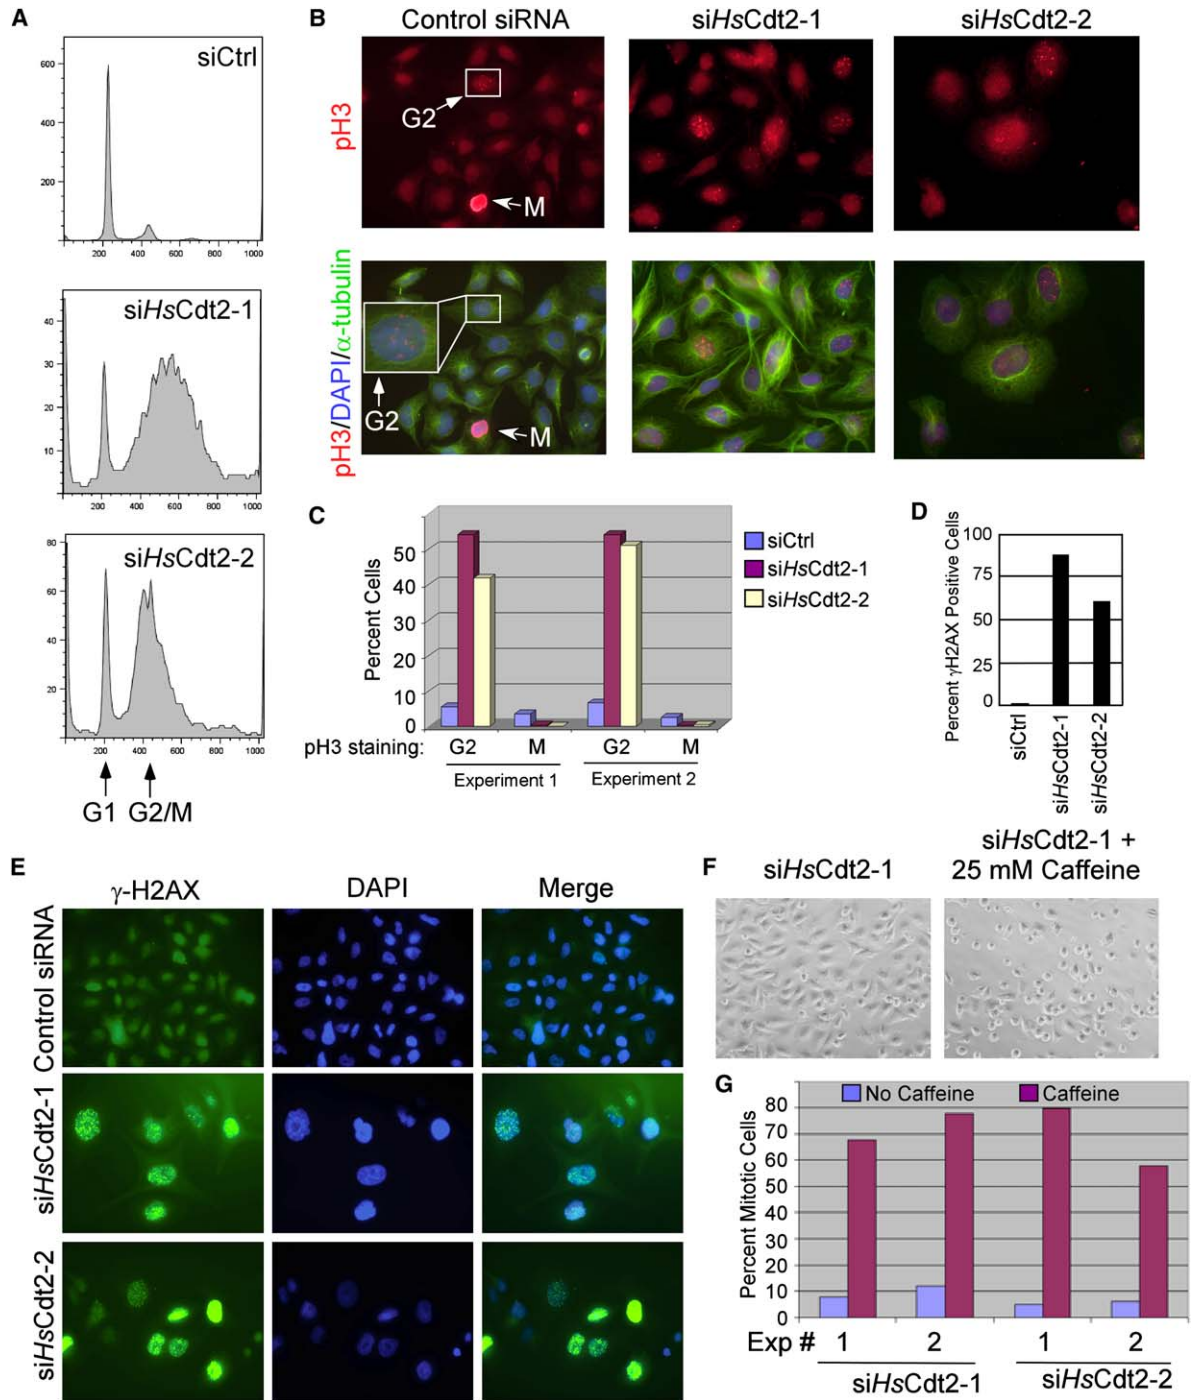 A
siCtrl
600
400
200
200 400 600 800 1000
siHsCdt2-1
40
30
20
10
200 400 600 800 1000
siHsCdt2-2
80
60
40
20
200 400 600 800 1000
G1 G2/M
B
Control siRNA siHsCdt2-1 siHsCdt2-2
pH3
G2
M
pH3/DAPI/α-tubulin
G2
M
C
Percent Cells
50
40
30
20
10
0
siCtrl
siHsCdt2-1
siHsCdt2-2
pH3 staining: G2 M G2 M
Experiment 1 Experiment 2
D
Percent γH2AX Positive Cells
100
75
50
25
0
siCtrl
siHsCdt2-1
siHsCdt2-2
E
γ-H2AX DAPI Merge
Control siRNA
siHsCdt2-1
siHsCdt2-2
F
siHsCdt2-1
siHsCdt2-1 +
25 mM Caffeine
G
No Caffeine Caffeine
Percent Mitotic Cells
80
70
60
50
40
30
20
10
0
Exp # 1 2 1 2
siHsCdt2-1 siHsCdt2-2